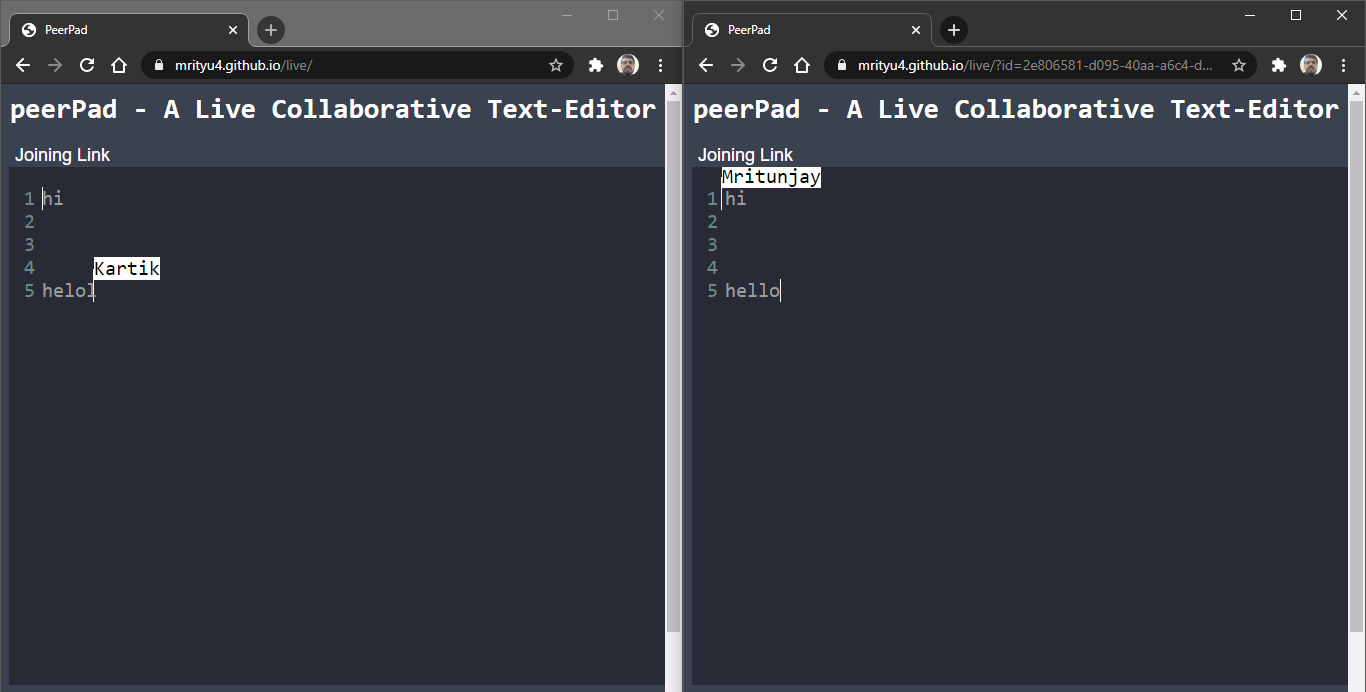 PeerPad
mrityu4.github.io/live/
peerPad - A Live Collaborative Text-Editor
Joining Link
1 hi
2
3
4 Kartik
5 helol
PeerPad
mrityu4.github.io/live/?id=2e806581-d095-40aa-a6c4-d...
peerPad - A Live Collaborative Text-Editor
Joining Link
Mritunjay
1 hi
2
3
4
5 hello